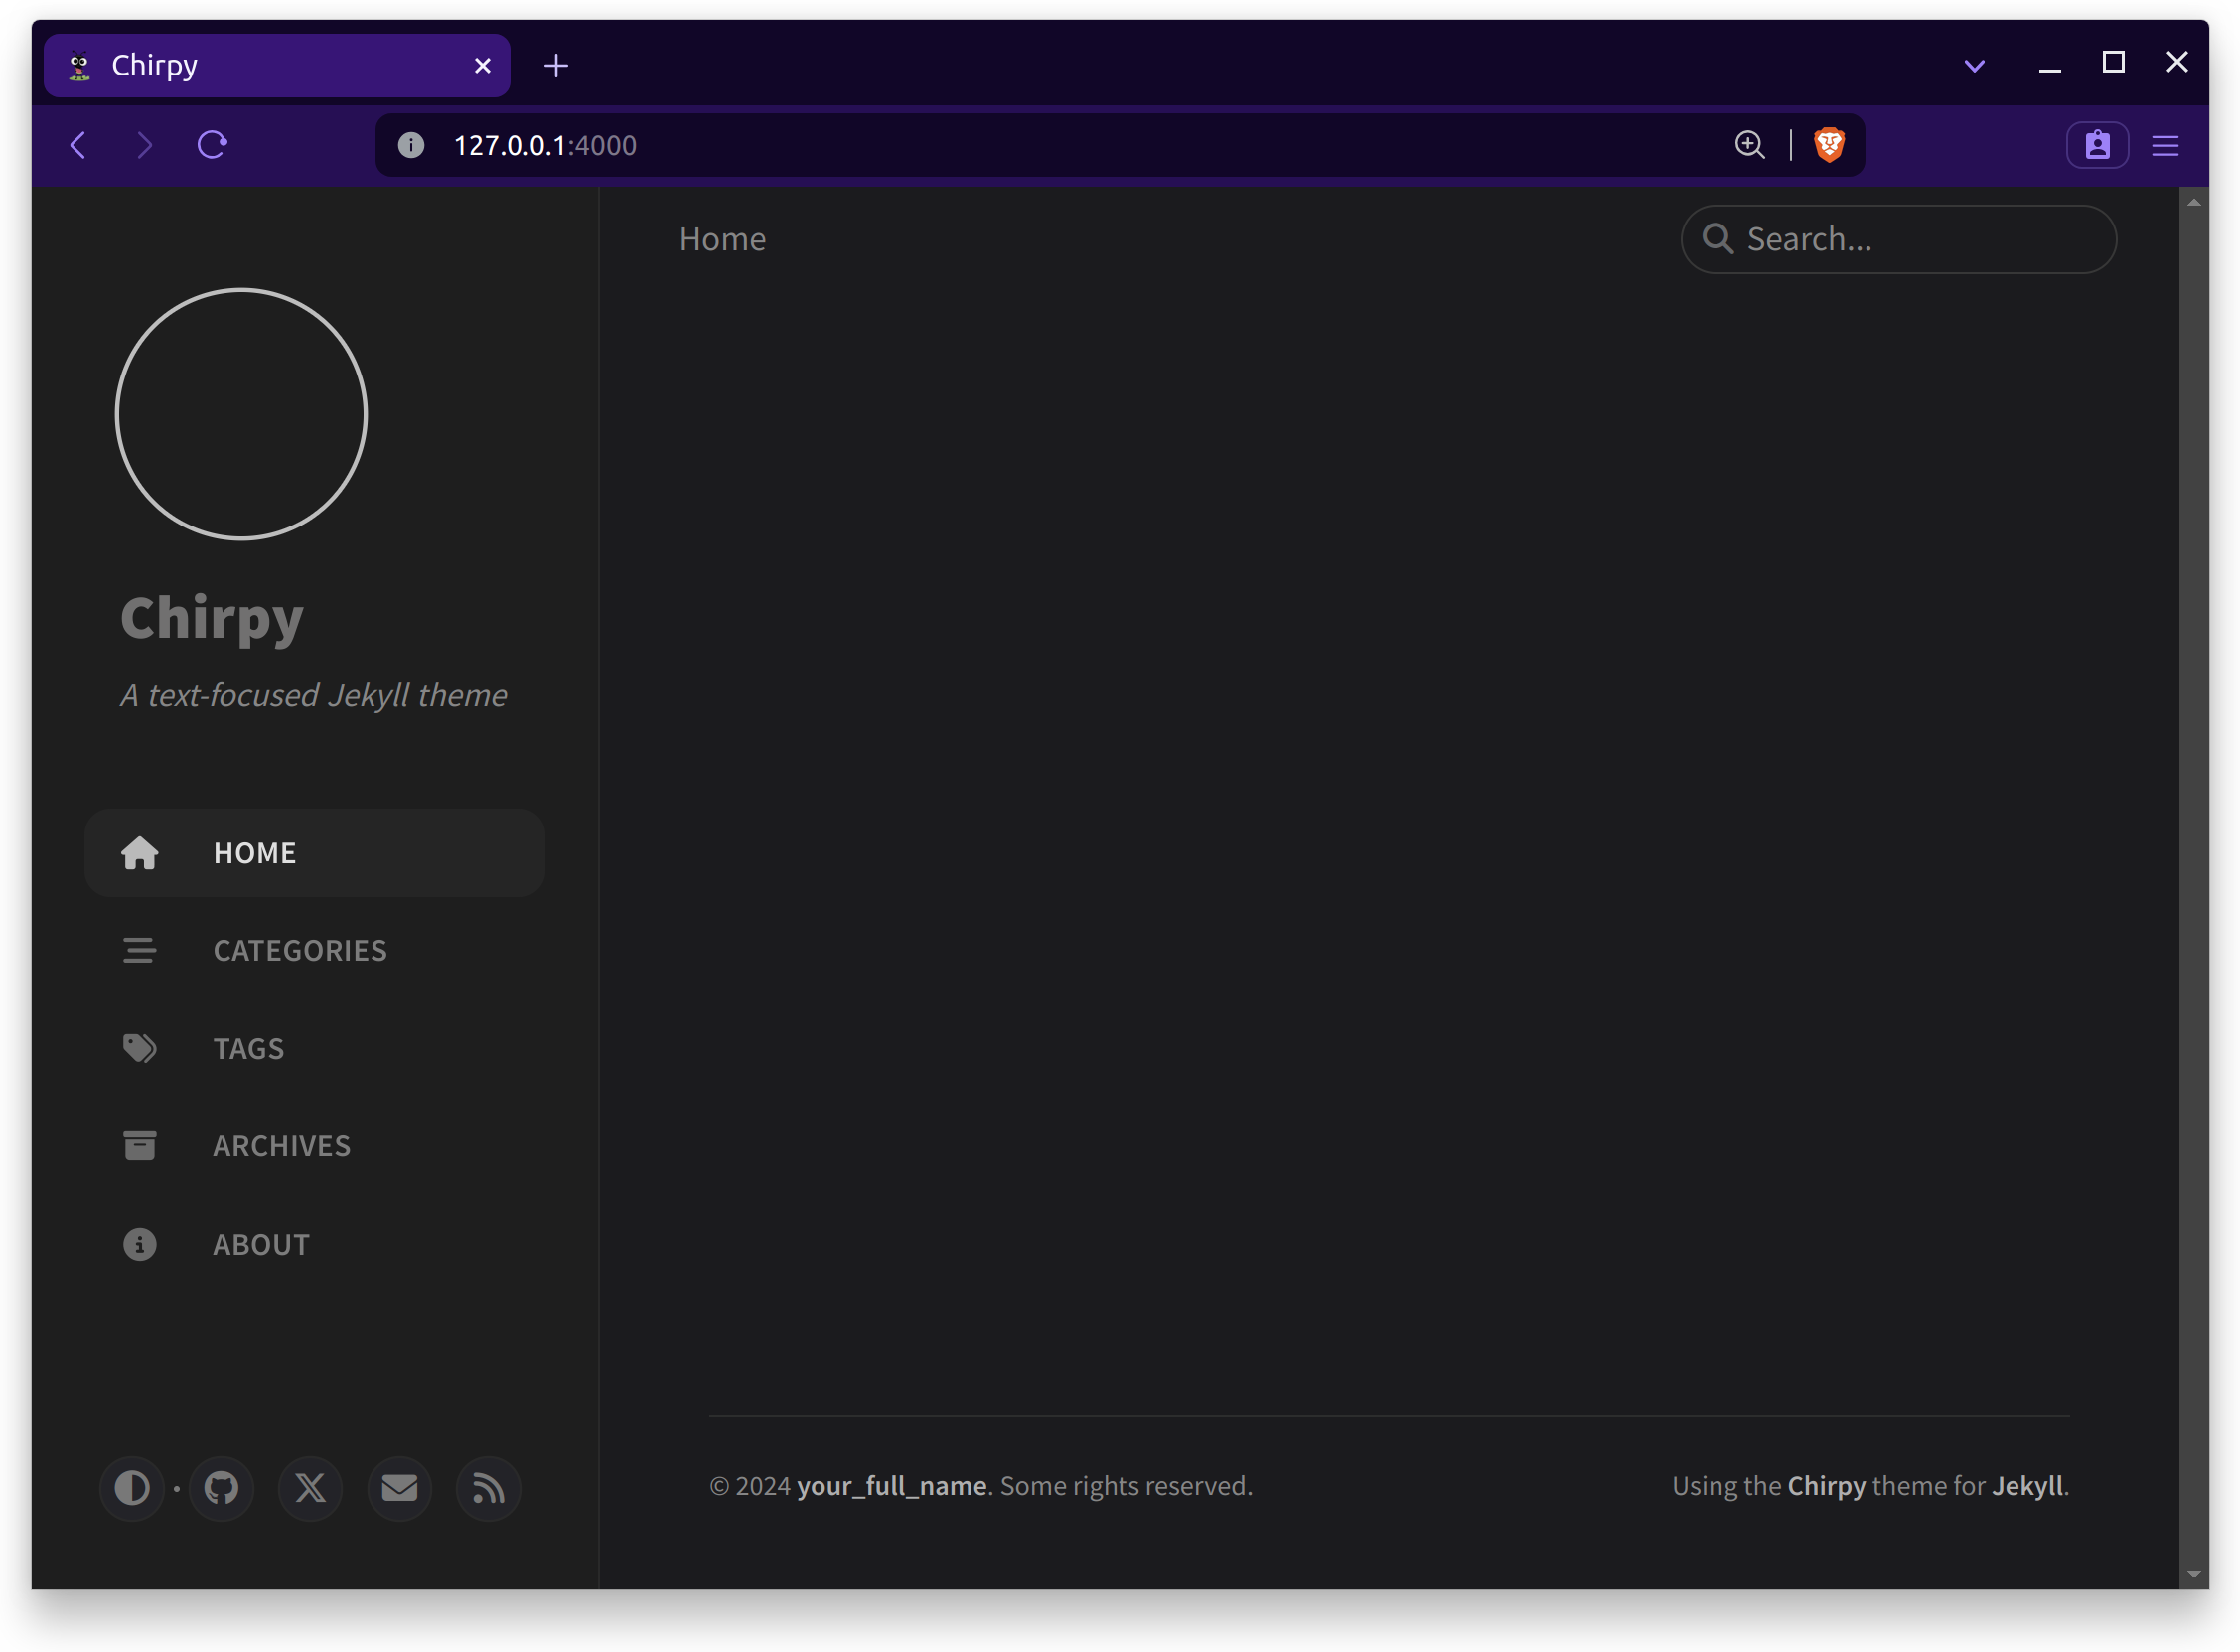 Chirpy
127.0.0.1:4000
Home
Search...
Chirpy
A text-focused Jekyll theme
HOME
CATEGORIES
TAGS
ARCHIVES
ABOUT
© 2024 your_full_name. Some rights reserved.
Using the Chirpy theme for Jekyll.